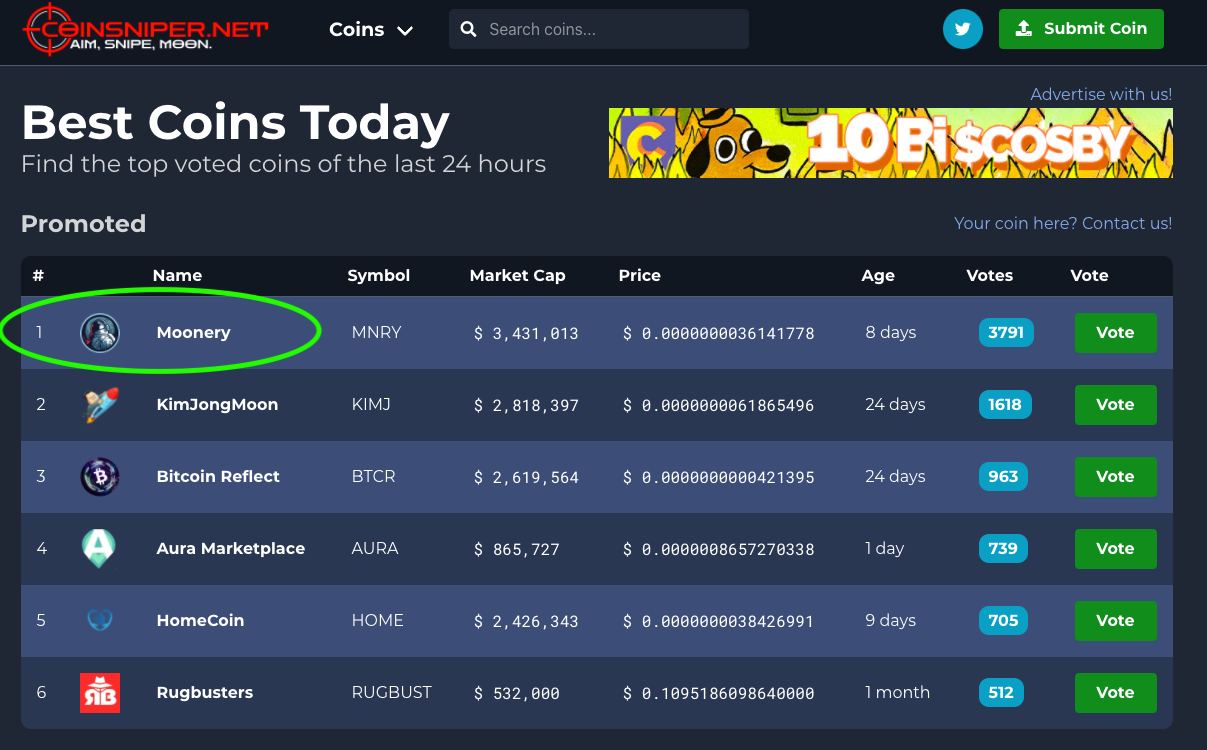 COINSNIPER.NET
AIM, SNIPE, MOON.
Coins
Search coins...
Submit Coin
Best Coins Today
Find the top voted coins of the last 24 hours
Advertise with us!
C 10 Bi $COSBY
Promoted
Your coin here? Contact us!
# Name Symbol Market Cap Price Age Votes Vote
1 Moonery MNRY $ 3,431,013 $ 0.0000000036141778 8 days 3791 Vote
2 KimJongMoon KIMJ $ 2,818,397 $ 0.0000000061865496 24 days 1618 Vote
3 Bitcoin Reflect BTCR $ 2,619,564 $ 0.0000000000421395 24 days 963 Vote
4 Aura Marketplace AURA $ 865,727 $ 0.0000008657270338 1 day 739 Vote
5 HomeCoin HOME $ 2,426,343 $ 0.0000000038426991 9 days 705 Vote
6 Rugbusters RUGBUST $ 532,000 $ 0.1095186098640000 1 month 512 Vote